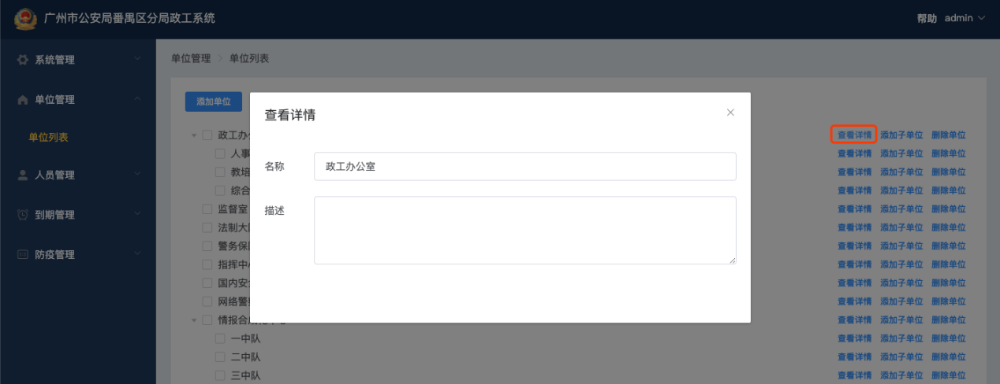 广州市公安局番禺区分局政工系统
帮助 admin
系统管理
单位管理
单位列表
人员管理
到期管理
防疫管理
单位管理 > 单位列表
添加单位
查看详情
名称 政工办公室
描述
政工办 查看详情 添加子单位 删除单位
人事 查看详情 添加子单位 删除单位
教培 查看详情 添加子单位 删除单位
综合 查看详情 添加子单位 删除单位
监督室 查看详情 添加子单位 删除单位
法制大 查看详情 添加子单位 删除单位
警务保 查看详情 添加子单位 删除单位
指挥中 查看详情 添加子单位 删除单位
国内安 查看详情 添加子单位 删除单位
网络警 查看详情 添加子单位 删除单位
情报合 查看详情 添加子单位 删除单位
一中队 查看详情 添加子单位 删除单位
二中队 查看详情 添加子单位 删除单位
三中队 查看详情 添加子单位 删除单位